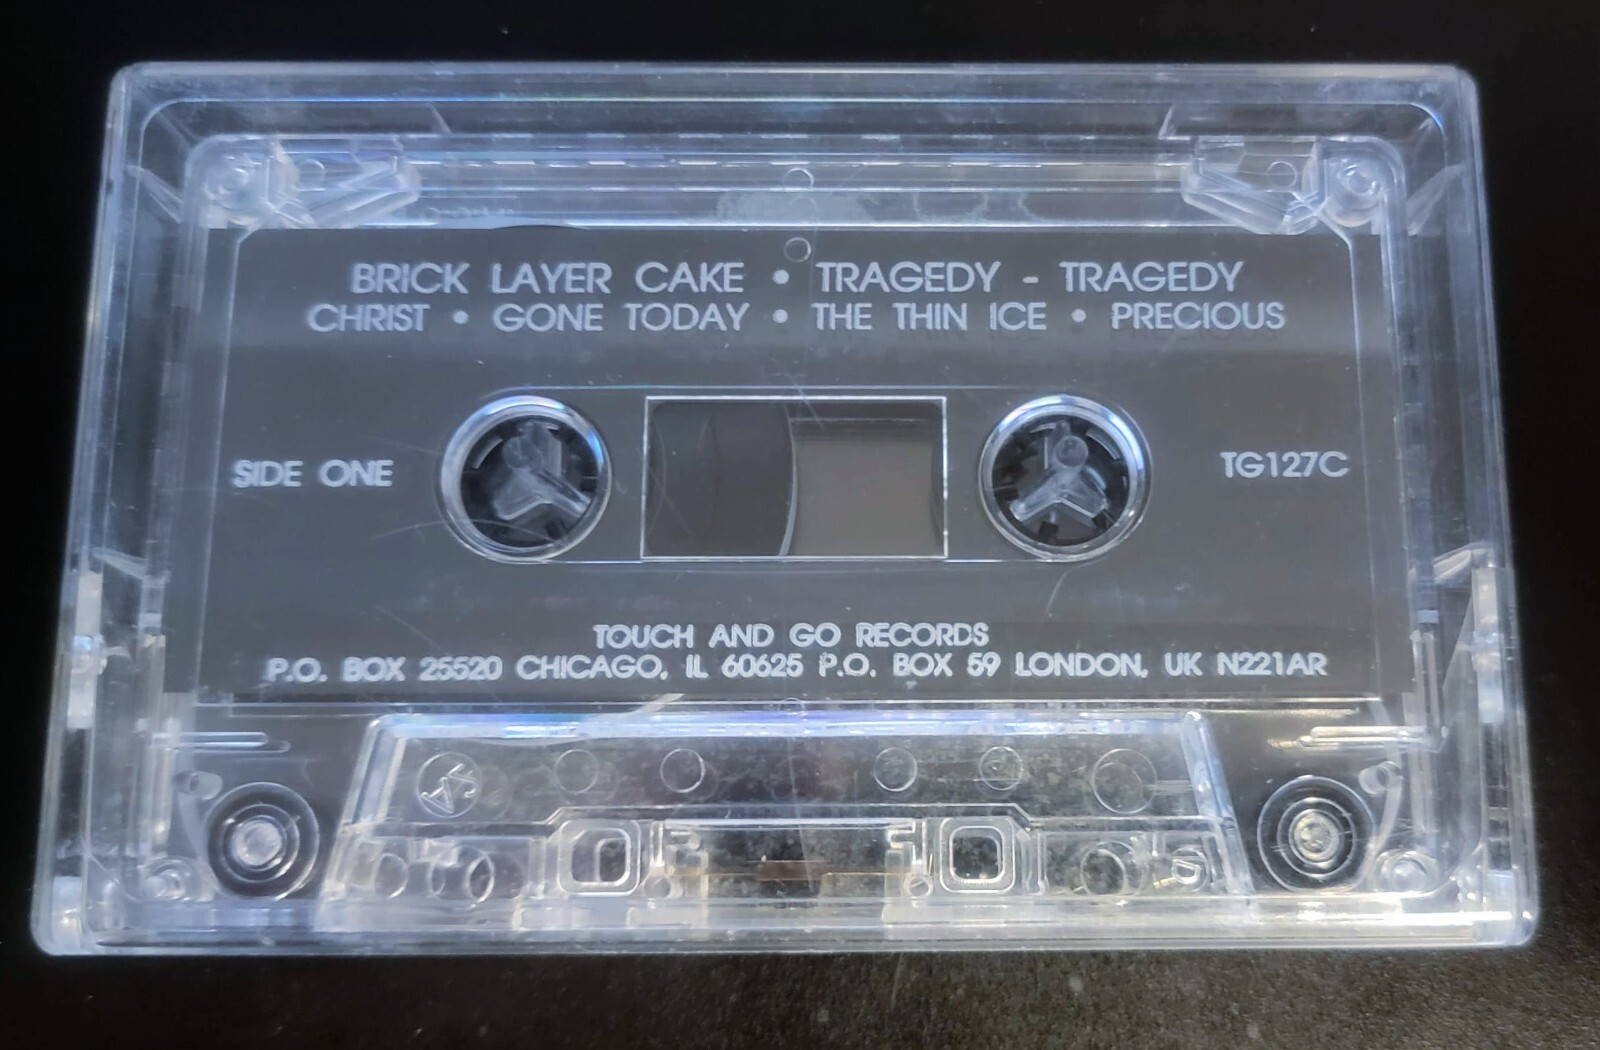 BRICK LAYER CAKE • TRAGEDY - TRAGEDY
CHRIST • GONE TODAY • THE THIN ICE • PRECIOUS
SIDE ONE
TG127C
TOUCH AND GO RECORDS
P.O. BOX 25520 CHICAGO, IL 60625 P.O. BOX 59 LONDON, UK N221AR